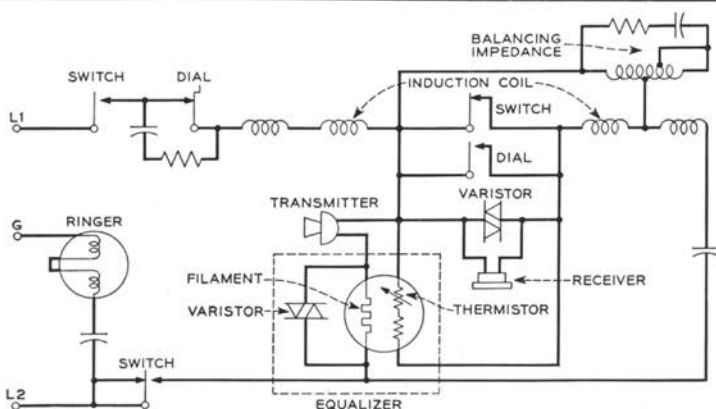 BALANCING
IMPEDANCE
SWITCH
DIAL
INDUCTION COIL
L1
SWITCH
DIAL
TRANSMITTER
VARISTOR
G
RINGER
FILAMENT
RECEIVER
VARISTOR
THERMISTOR
SWITCH
L2
EQUALIZER